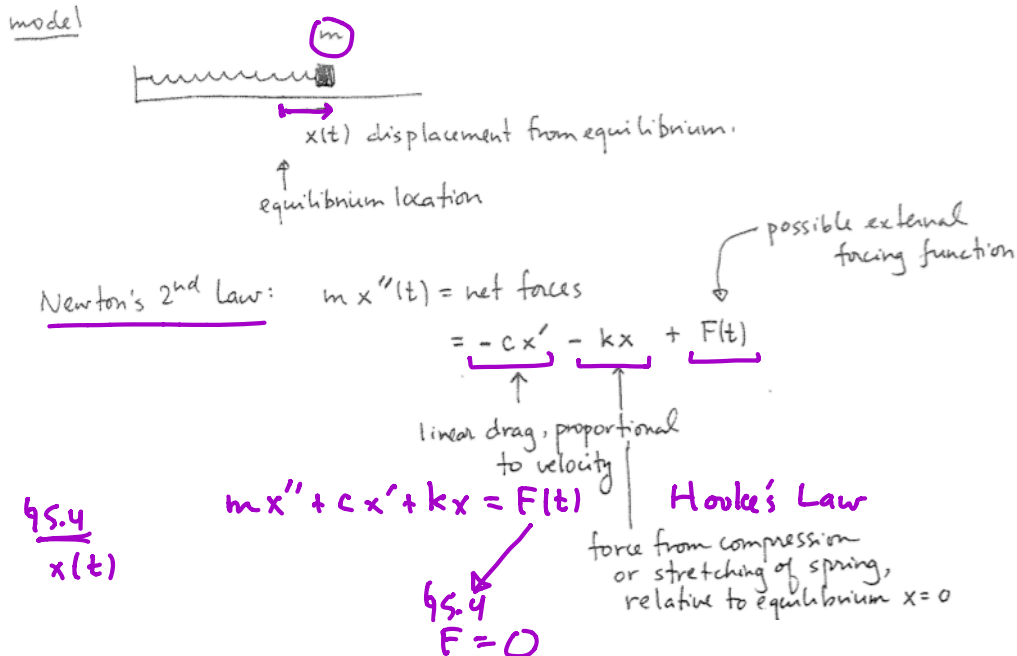 model
m
x(t) displacement from equilibrium.
equilibrium location
possible external
forcing function
Newton's 2nd Law: m x''(t) = net forces
= - c x' - kx + F(t)
linear drag, proportional
to velocity
m x'' + c x' + k x = F(t) Hooke's Law
§5.4
x(t)
force from compression
or stretching of spring,
relative to equilibrium x = 0
§5.4
F = 0